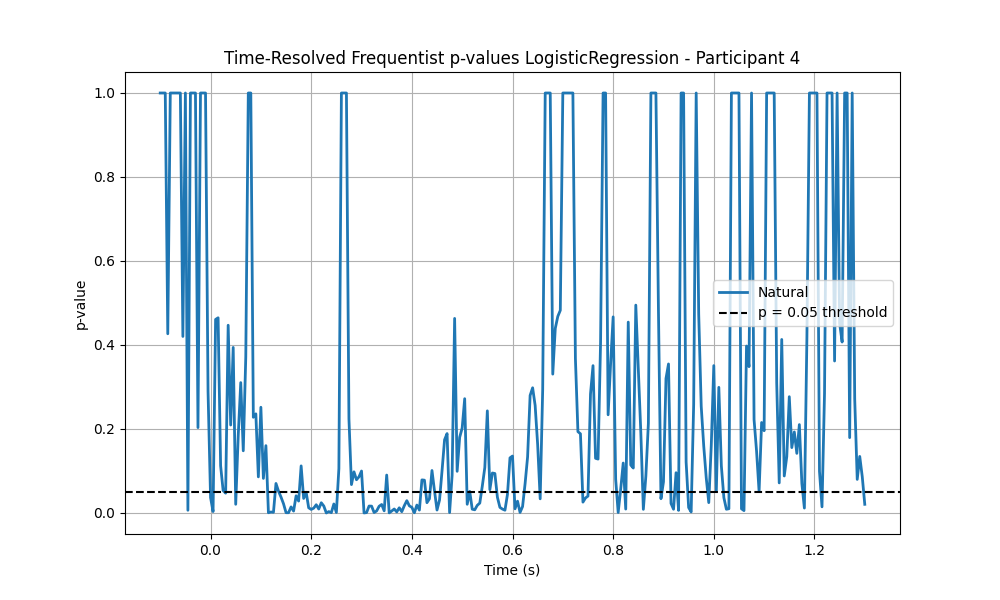 Time-Resolved Frequentist p-values LogisticRegression - Participant 4
1.0
0.8
0.6
0.4
0.2
0.0
p-value
Natural
p = 0.05 threshold
0.0 0.2 0.4 0.6 0.8 1.0 1.2
Time (s)